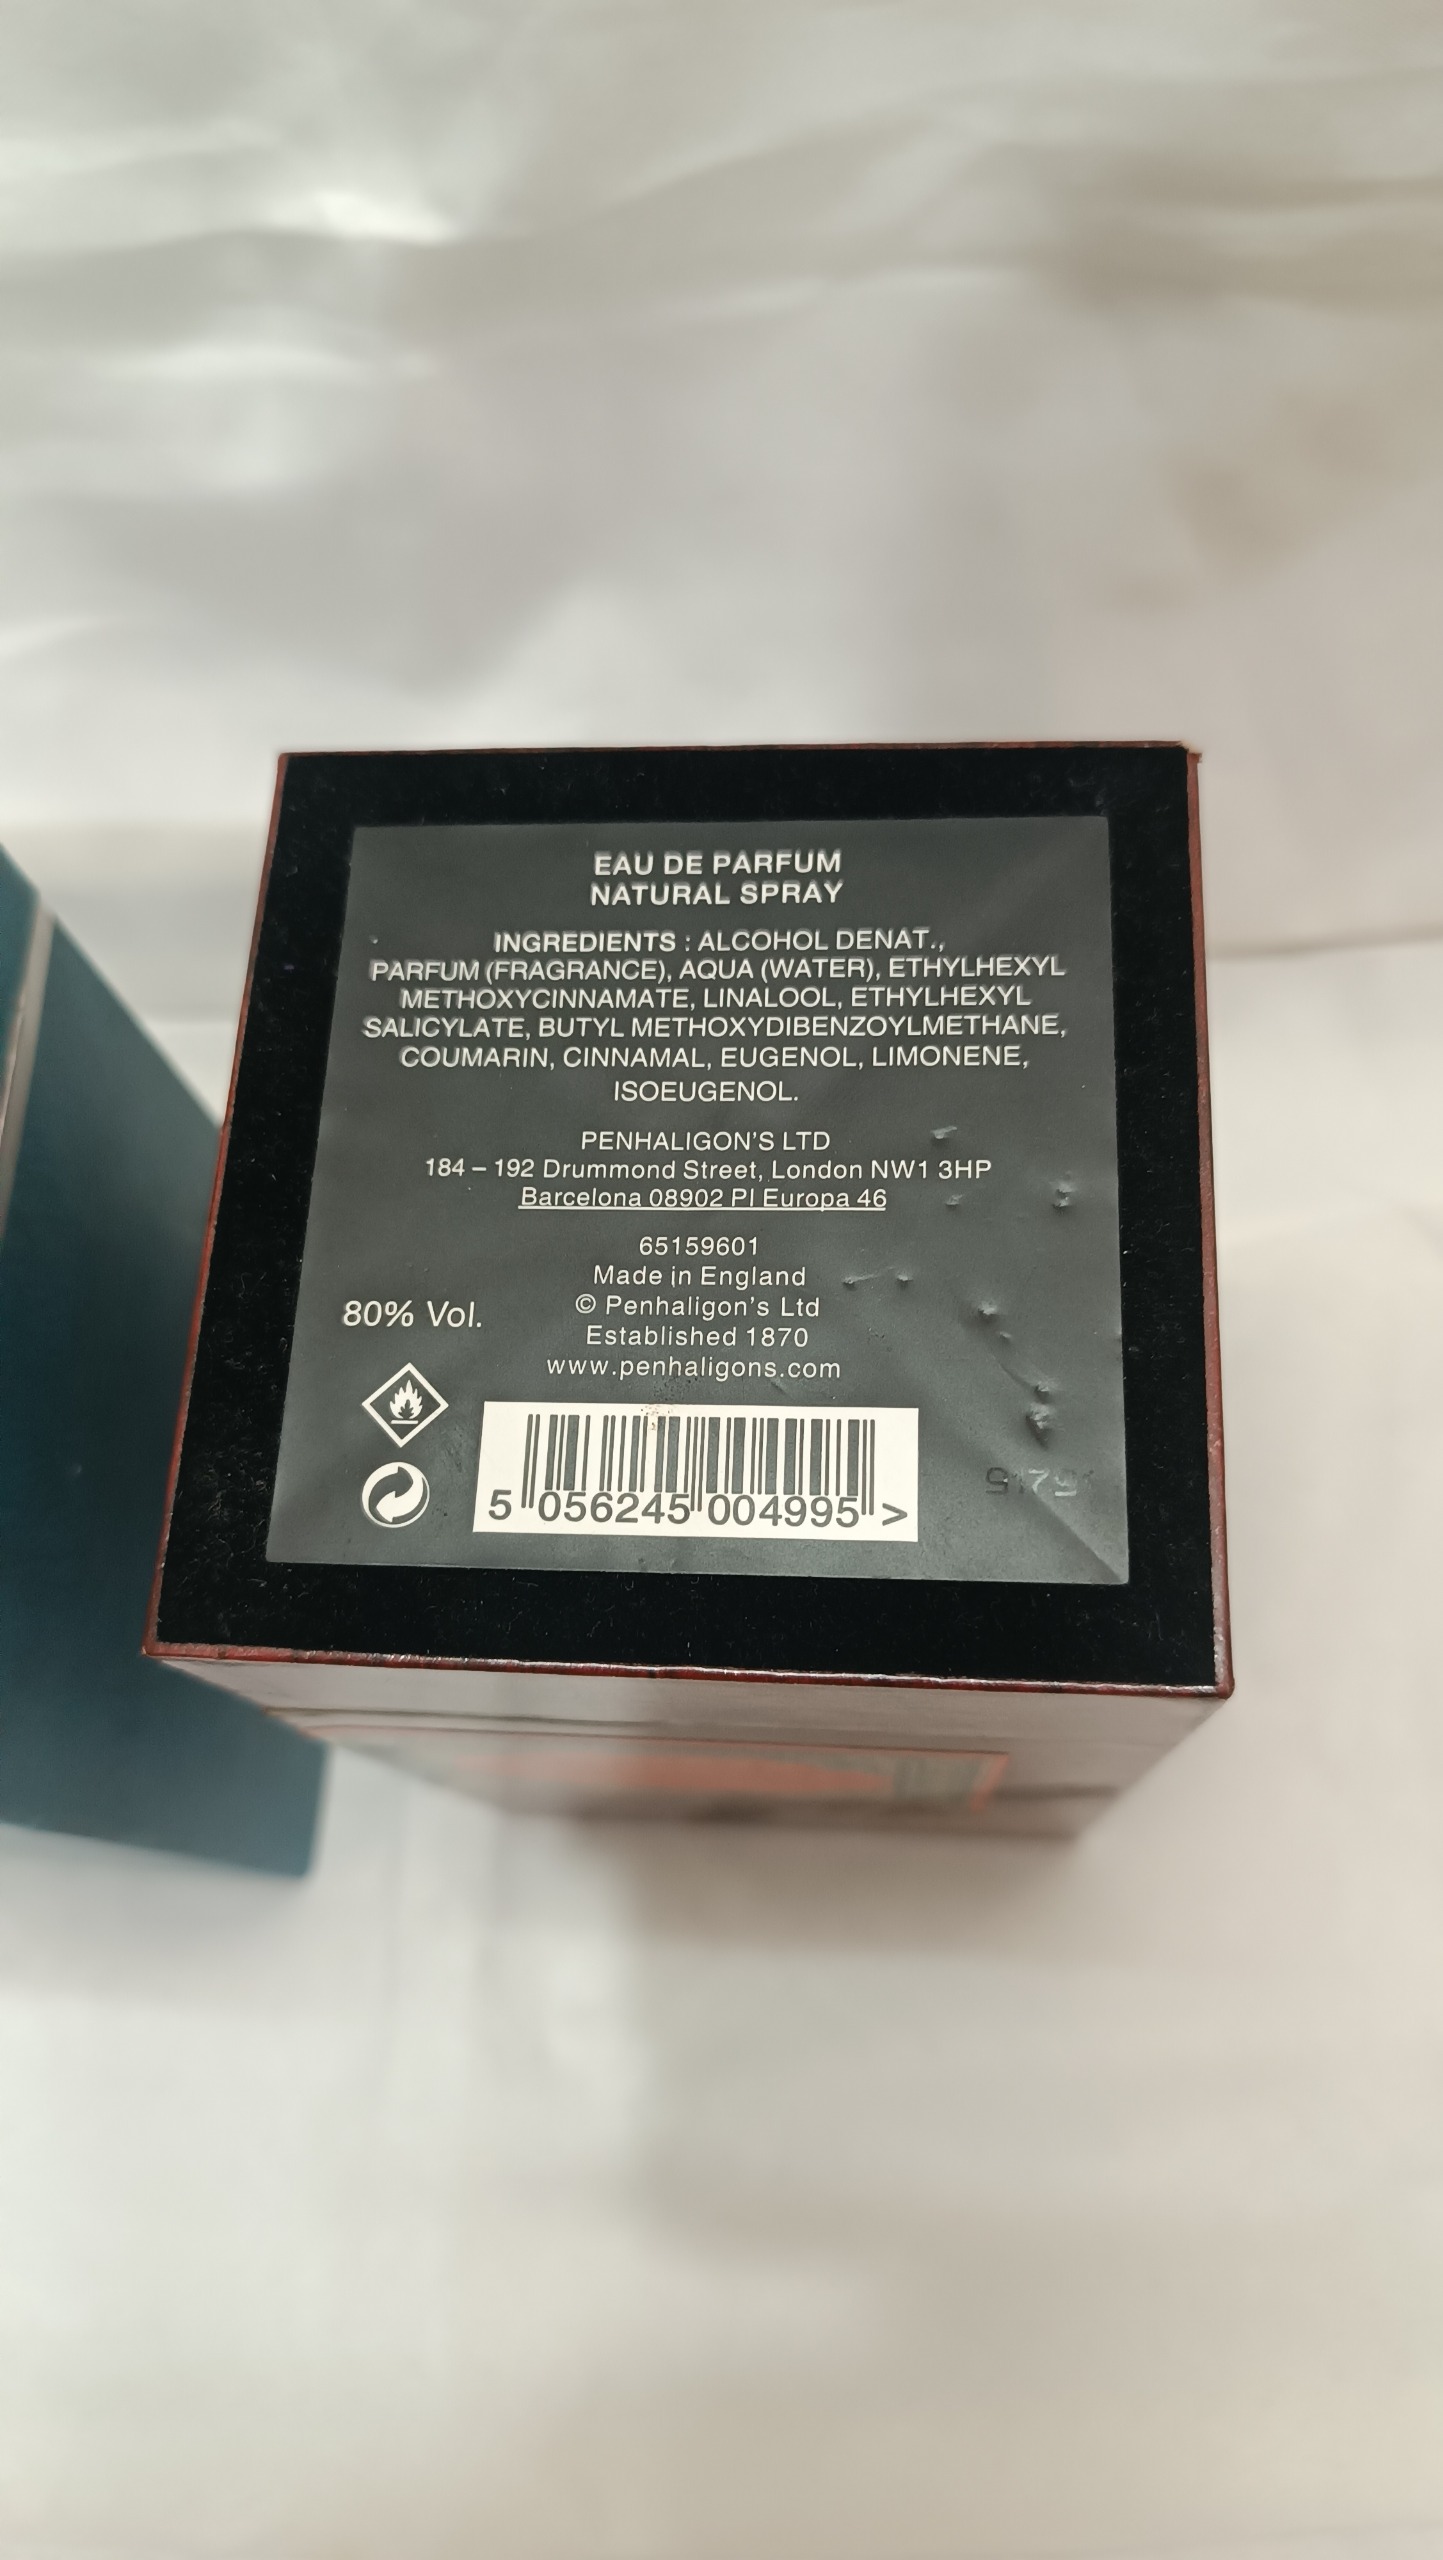 EAU DE PARFUM
NATURAL SPRAY
INGREDIENTS : ALCOHOL DENAT.,
PARFUM (FRAGRANCE), AQUA (WATER), ETHYLHEXYL
METHOXYCINNAMATE, LINALOOL, ETHYLHEXYL
SALICYLATE, BUTYL METHOXYDIBENZOYLMETHANE,
COUMARIN, CINNAMAL, EUGENOL, LIMONENE,
ISOEUGENOL.
PENHALIGON'S LTD
184 – 192 Drummond Street, London NW1 3HP
Barcelona 08902 Pl Europa 46
65159601
Made in England
© Penhaligon's Ltd
Established 1870
www.penhaligons.com
80% Vol.
5 056245 004995 >